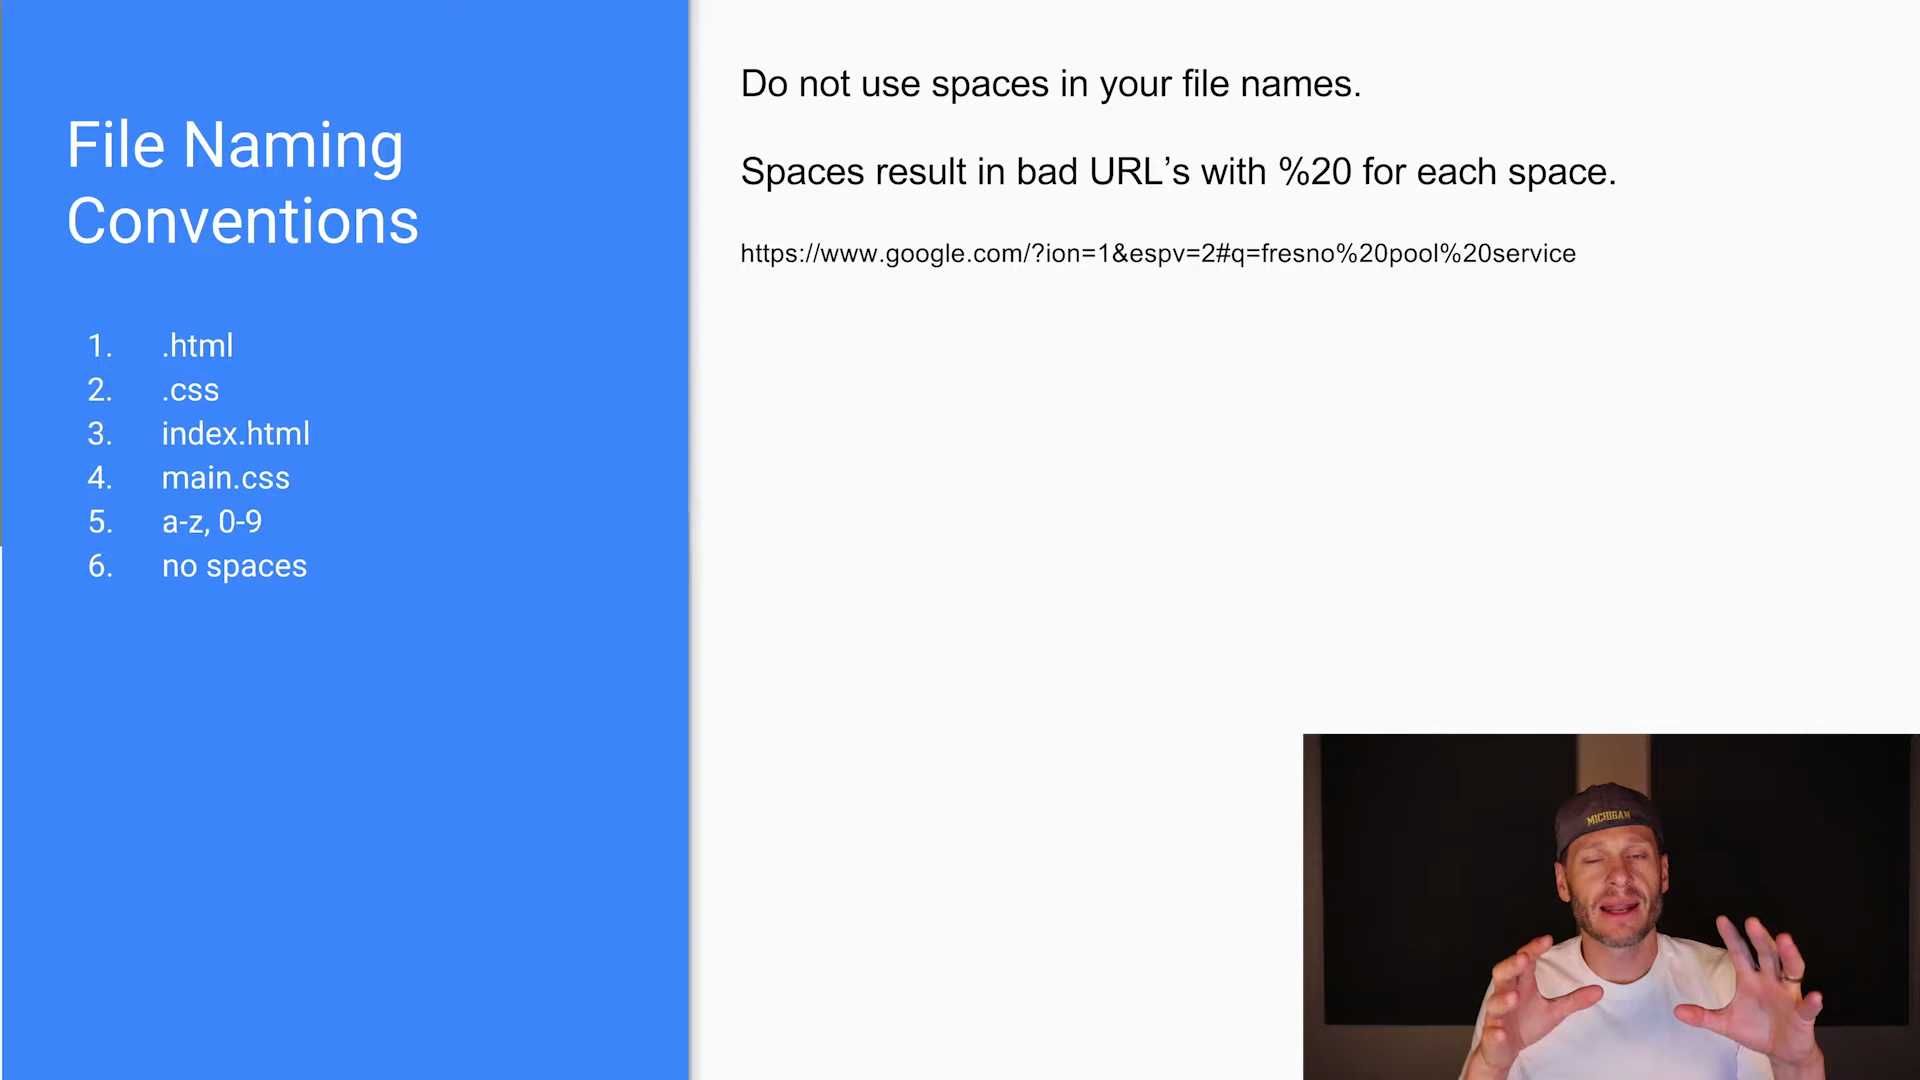 File Naming
Conventions
1. .html
2. .css
3. index.html
4. main.css
5. a-z, 0-9
6. no spaces
Do not use spaces in your file names.
Spaces result in bad URL’s with %20 for each space.
https://www.google.com/?ion=1&espv=2#q=fresno%20pool%20service
MICHIGAN